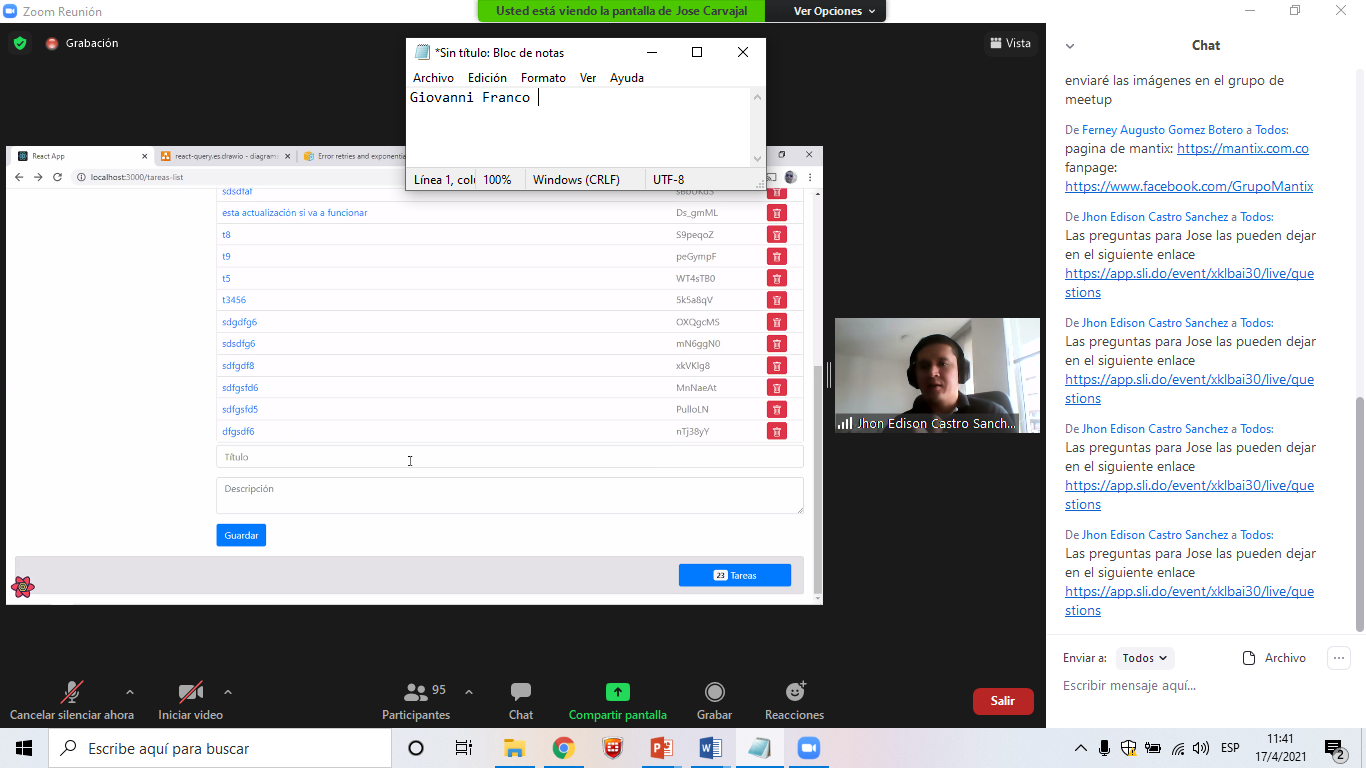 Zoom Reunión
Usted está viendo la pantalla de Jose Carvajal
Ver Opciones
Grabación
Vista
*Sin título: Bloc de notas
Archivo Edición Formato Ver Ayuda
Giovanni Franco
Línea 1, col 100% Windows (CRLF) UTF-8
React App
react-query.es.drawio - diagram
Error retries and exponentia
localhost:3000/tareas-list
sdsdfaf
esta actualización si va a funcionar Ds_gmML
t8 S9peqoZ
t9 peGympF
t5 WT4sTB0
t3456 5k5a8qV
sdgdfg6 OXQgcMS
sdsdfg6 mN6ggN0
sdfgdf8 xkVKlg8
sdfgsfd6 MnNaeAt
sdfgsfd5 PulloLN
dfgsdf6 nTj38yY
Título
Descripción
Guardar
23 Tareas
Jhon Edison Castro Sanch...
Chat
enviaré las imágenes en el grupo de
meetup
De Ferney Augusto Gomez Botero a Todos:
pagina de mantix: https://mantix.com.co
fanpage:
https://www.facebook.com/GrupoMantix
De Jhon Edison Castro Sanchez a Todos:
Las preguntas para Jose las pueden dejar
en el siguiente enlace
https://app.sli.do/event/xklbai30/live/que
stions
De Jhon Edison Castro Sanchez a Todos:
Las preguntas para Jose las pueden dejar
en el siguiente enlace
https://app.sli.do/event/xklbai30/live/que
stions
De Jhon Edison Castro Sanchez a Todos:
Las preguntas para Jose las pueden dejar
en el siguiente enlace
https://app.sli.do/event/xklbai30/live/que
stions
De Jhon Edison Castro Sanchez a Todos:
Las preguntas para Jose las pueden dejar
en el siguiente enlace
https://app.sli.do/event/xklbai30/live/que
stions
Enviar a: Todos Archivo
Escribir mensaje aquí...
Cancelar silenciar ahora
Iniciar video
95
Participantes
Chat
Compartir pantalla
Grabar
Reacciones
Salir
Escribe aquí para buscar
ESP
11:41
17/4/2021
2